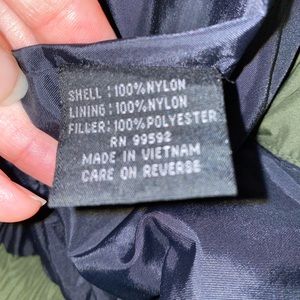 SHELL : 100%NYLON
LINING : 100%NYLON
FILLER: 100%POLYESTER
RN 99592
MADE IN VIETNAM
CARE ON REVERSE